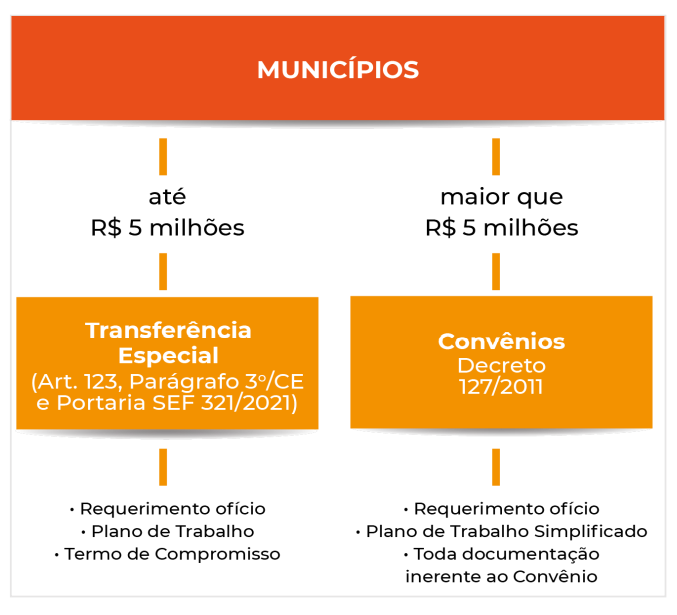 MUNICÍPIOS
até
R$ 5 milhões
Transferência
Especial
(Art. 123, Parágrafo 3º/CE
e Portaria SEF 321/2021)
• Requerimento ofício
• Plano de Trabalho
• Termo de Compromisso
maior que
R$ 5 milhões
Convênios
Decreto
127/2011
• Requerimento ofício
• Plano de Trabalho Simplificado
• Toda documentação
inerente ao Convênio